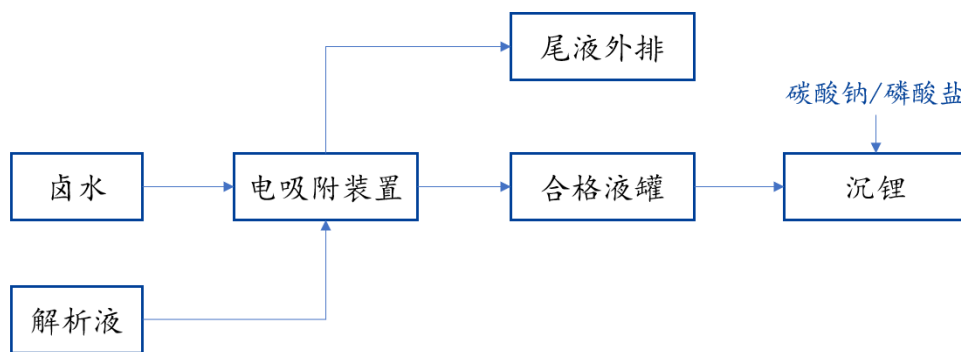 尾液外排
碳酸钠/磷酸盐
卤水
电吸附装置
合格液罐
沉锂
解析液